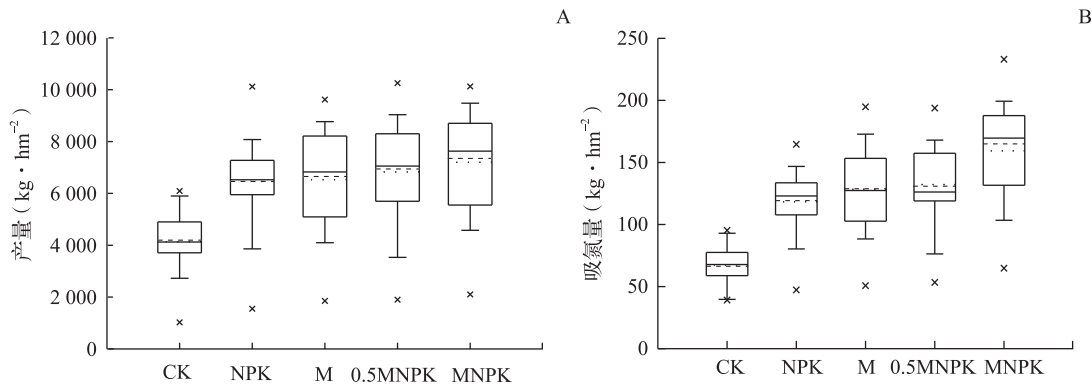 A
12 000
10 000
8 000
6 000
4 000
2 000
0
产量（kg·hm⁻²）
CK NPK M 0.5MNPK MNPK
B
250
200
150
100
50
0
吸氮量（kg·hm⁻²）
CK NPK M 0.5MNPK MNPK